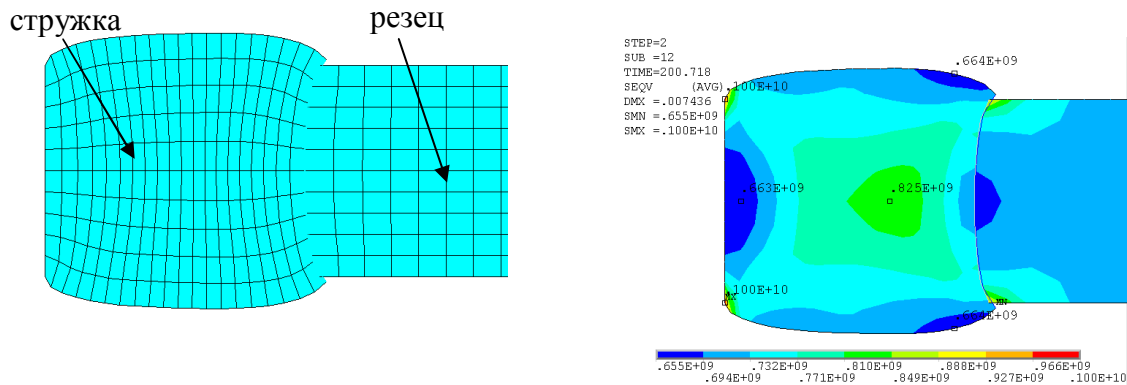 стружка
резец
STEP=2
SUB =12
TIME=200.718
SEQV (AVG)
DMX =.007436
SMN =.655E+09
SMX =.100E+10
.664E+09
.100E+10
.663E+09
.825E+09
.100E+10
MX
MN
.664E+09
.655E+09 .732E+09 .810E+09 .888E+09 .966E+09
.694E+09 .771E+09 .849E+09 .927E+09 .100E+10